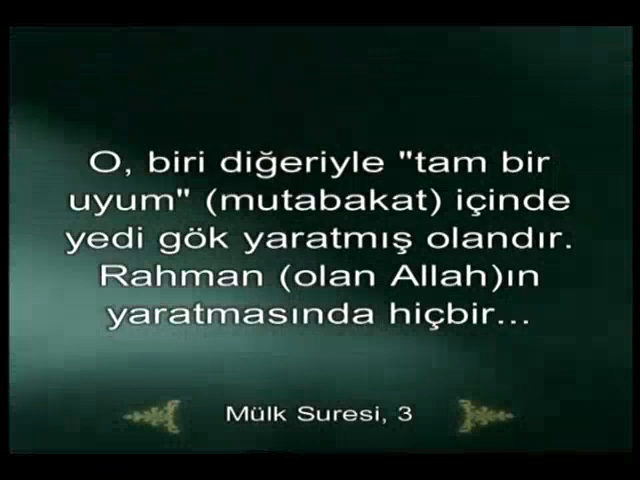 O, biri diğeriyle "tam bir
uyum" (mutabakat) içinde
yedi gök yaratmış olandır.
Rahman (olan Allah)ın
yaratmasında hiçbir...
Mülk Suresi, 3